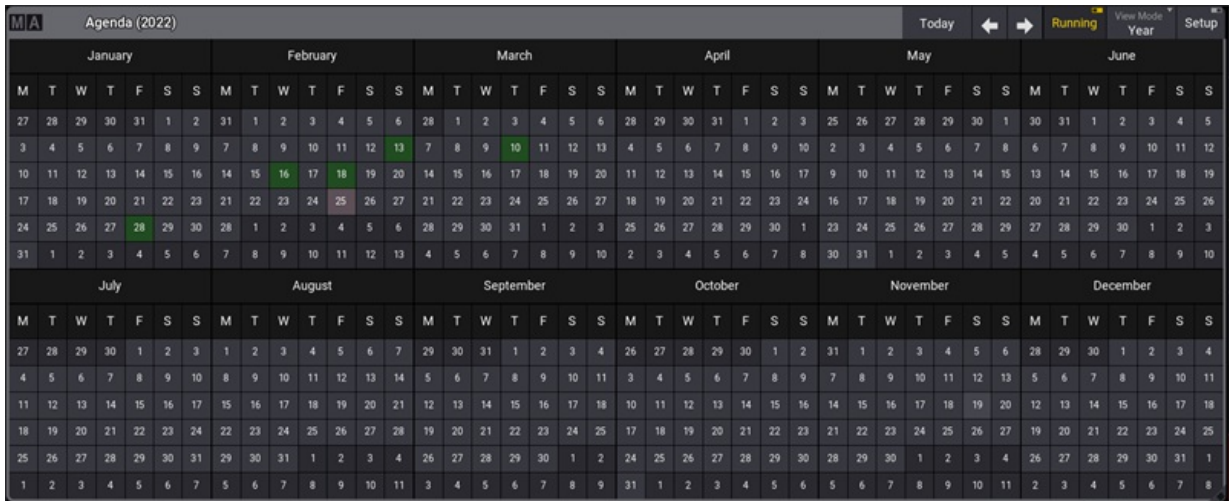 MA Agenda (2022) Today Running View Mode Year Setup
January February March April May June
M T W T F S S M T W T F S S M T W T F S S M T W T F S S M T W T F S S M T W T F S S
27 28 29 30 31 1 2 31 1 2 3 4 5 6 28 1 2 3 4 5 6 28 29 30 31 1 2 3 25 26 27 28 29 30 1 30 31 1 2 3 4 5
3 4 5 6 7 8 9 7 8 9 10 11 12 13 7 8 9 10 11 12 13 4 5 6 7 8 9 10 2 3 4 5 6 7 8 6 7 8 9 10 11 12
10 11 12 13 14 15 16 14 15 16 17 18 19 20 14 15 16 17 18 19 20 11 12 13 14 15 16 17 9 10 11 12 13 14 15 13 14 15 16 17 18 19
17 18 19 20 21 22 23 21 22 23 24 25 26 27 21 22 23 24 25 26 27 18 19 20 21 22 23 24 16 17 18 19 20 21 22 20 21 22 23 24 25 26
24 25 26 27 28 29 30 28 1 2 3 4 5 6 28 29 30 31 1 2 3 25 26 27 28 29 30 1 23 24 25 26 27 28 29 27 28 29 30 1 2 3
31 1 2 3 4 5 6 7 8 9 10 11 12 13 4 5 6 7 8 9 10 2 3 4 5 6 7 8 30 31 1 2 3 4 5 4 5 6 7 8 9 10
July August September October November December
M T W T F S S M T W T F S S M T W T F S S M T W T F S S M T W T F S S M T W T F S S
27 28 29 30 1 2 3 1 2 3 4 5 6 7 29 30 31 1 2 3 4 26 27 28 29 30 1 2 31 1 2 3 4 5 6 28 29 30 1 2 3 4
4 5 6 7 8 9 10 8 9 10 11 12 13 14 5 6 7 8 9 10 11 3 4 5 6 7 8 9 7 8 9 10 11 12 13 5 6 7 8 9 10 11
11 12 13 14 15 16 17 15 16 17 18 19 20 21 12 13 14 15 16 17 18 10 11 12 13 14 15 16 14 15 16 17 18 19 20 12 13 14 15 16 17 18
18 19 20 21 22 23 24 22 23 24 25 26 27 28 19 20 21 22 23 24 25 17 18 19 20 21 22 23 21 22 23 24 25 26 27 19 20 21 22 23 24 25
25 26 27 28 29 30 31 29 30 31 1 2 3 4 26 27 28 29 30 1 2 24 25 26 27 28 29 30 28 29 30 1 2 3 4 26 27 28 29 30 31 1
1 2 3 4 5 6 7 5 6 7 8 9 10 11 3 4 5 6 7 8 9 31 1 2 3 4 5 6 5 6 7 8 9 10 11 2 3 4 5 6 7 8